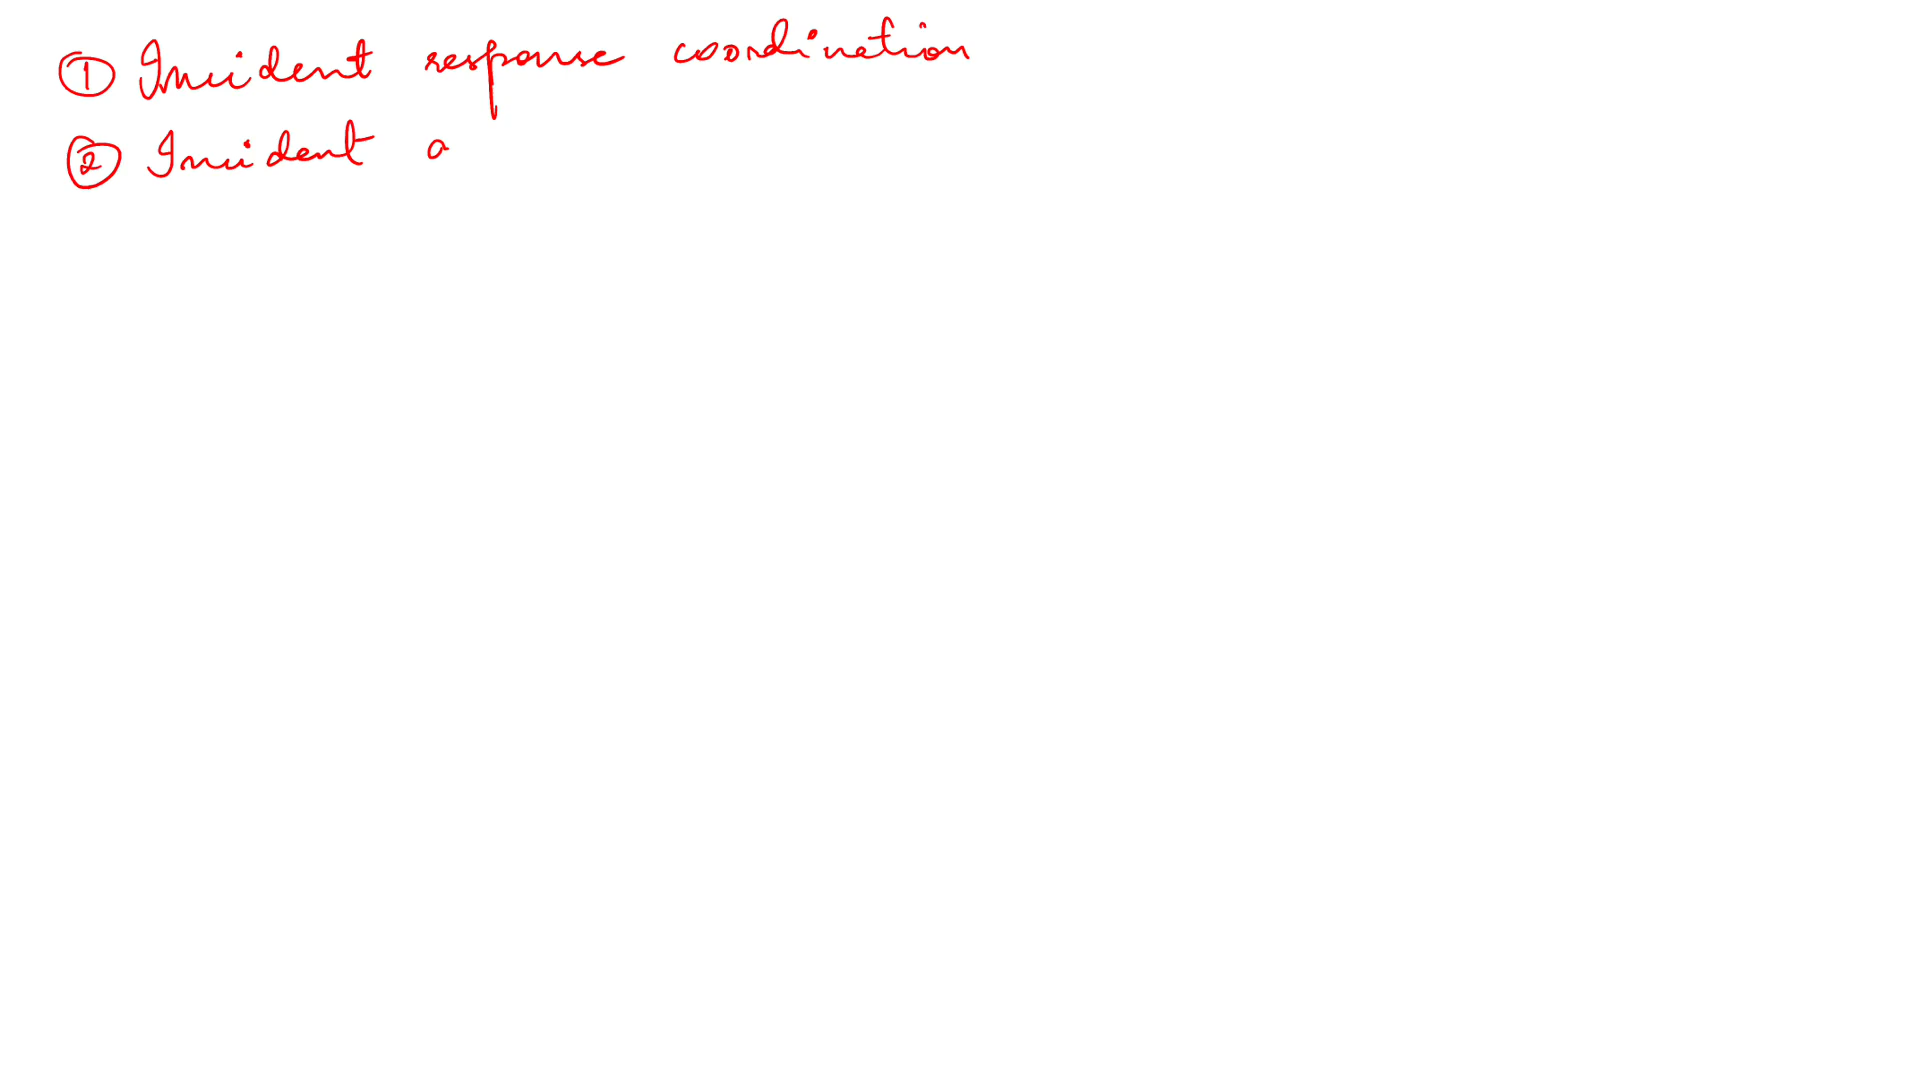 ① Incident response coordination
② Incident a